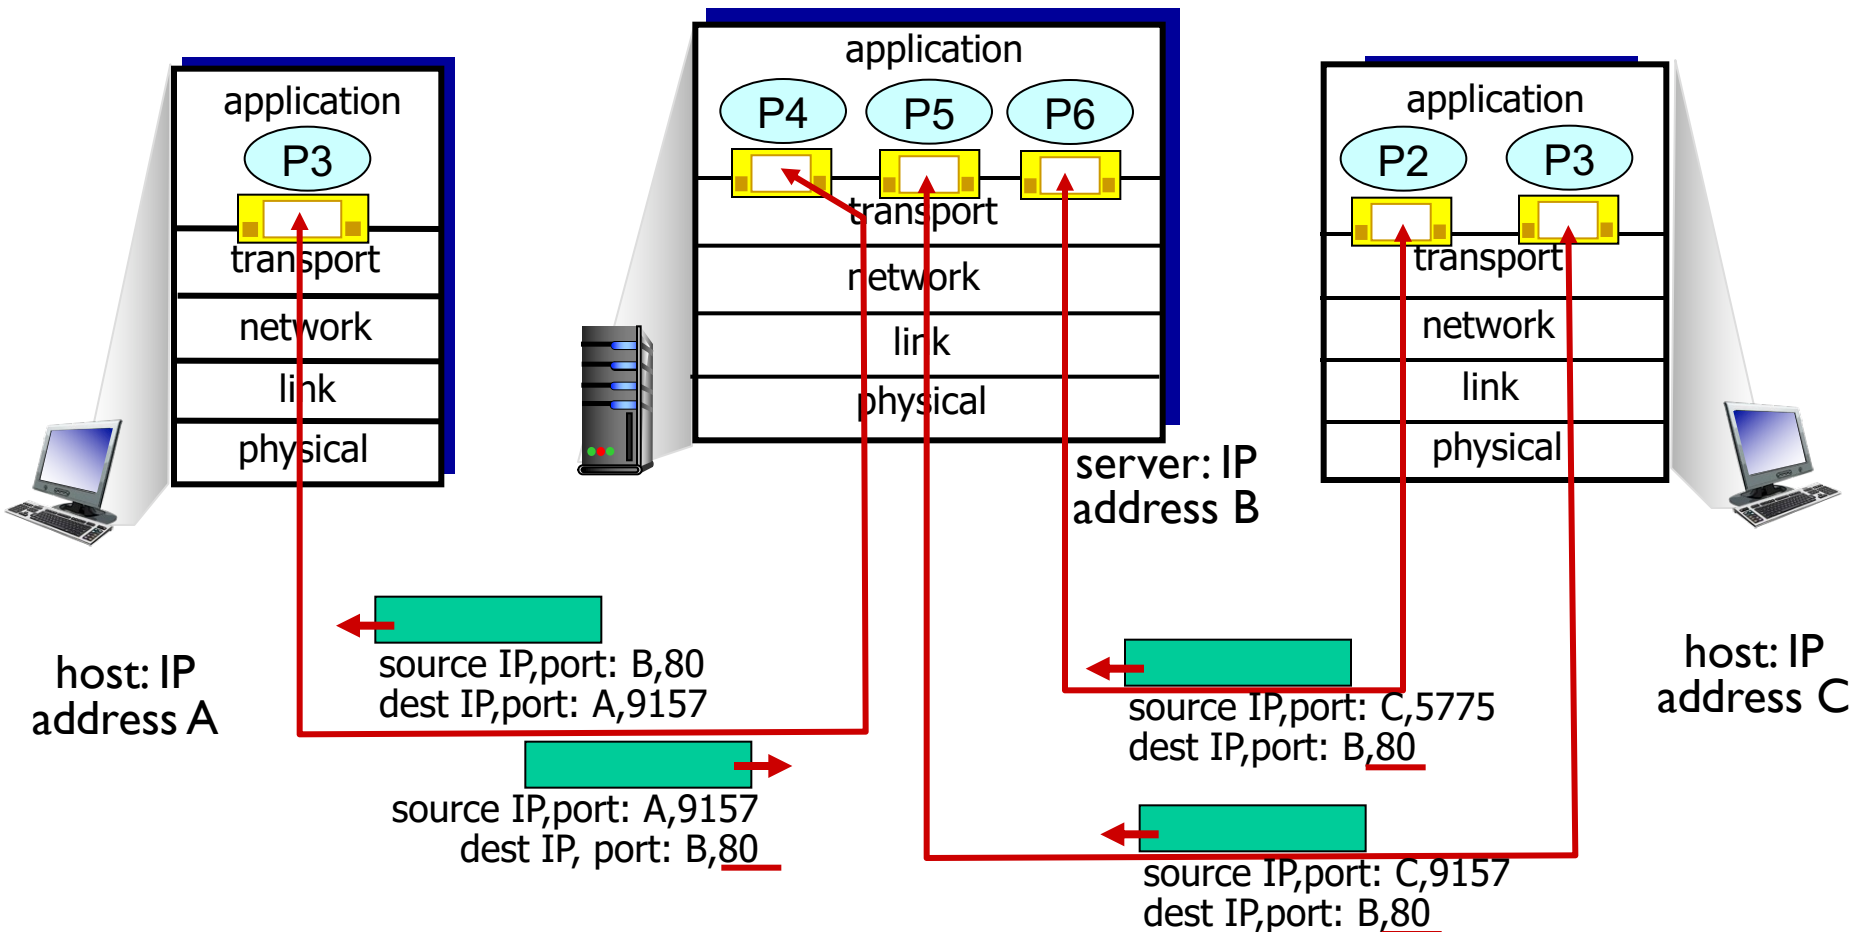 application
P3
transport
network
link
physical
host: IP
address A
application
P4
P5
P6
transport
network
link
physical
server: IP
address B
application
P2
P3
transport
network
link
physical
host: IP
address C
source IP,port: B,80
dest IP,port: A,9157
source IP,port: A,9157
dest IP, port: B,80
source IP,port: C,5775
dest IP,port: B,80
source IP,port: C,9157
dest IP,port: B,80